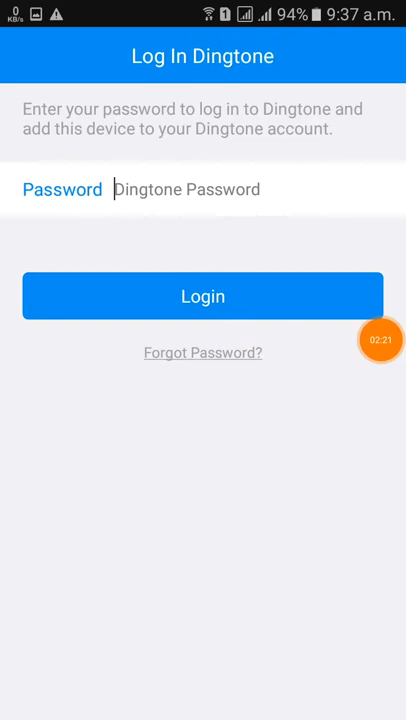 0
KB/s
1
94%
9:37 a.m.
Log In Dingtone
Enter your password to log in to Dingtone and
add this device to your Dingtone account.
Password Dingtone Password
Login
02:21
Forgot Password?